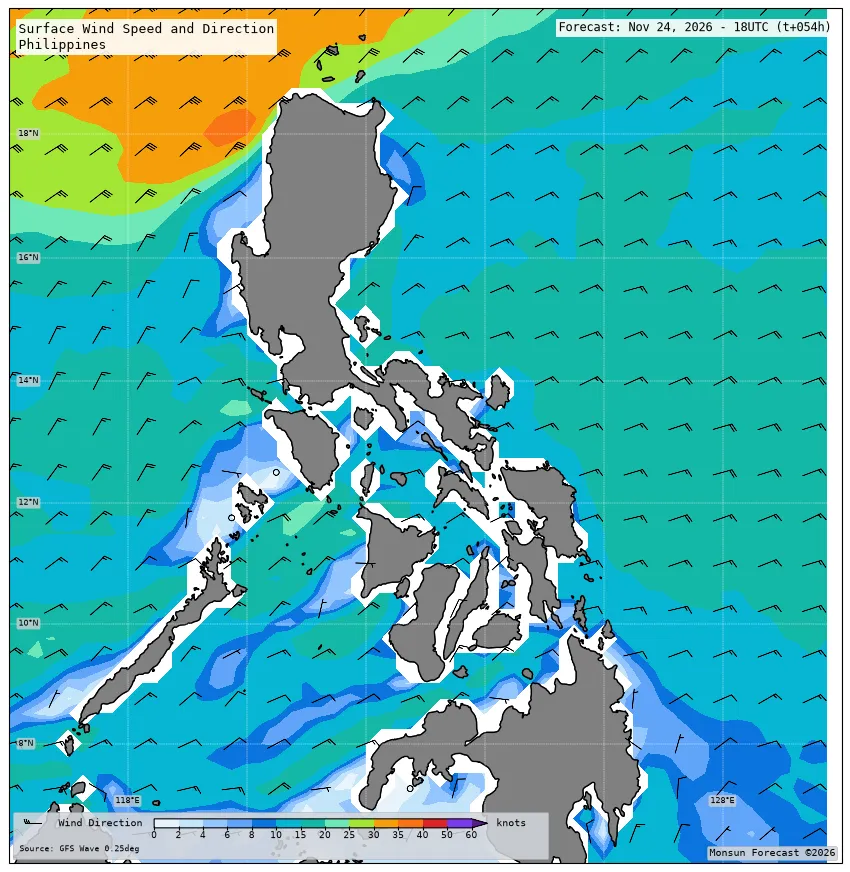 Surface Wind Speed and Direction
Philippines
Forecast: Nov 24, 2026 - 18UTC (t+054h)
18°N
16°N
14°N
12°N
10°N
8°N
118°E
128°E
Wind Direction
0 2 4 6 8 10 15 20 25 30 35 40 50 60
knots
Source: GFS Wave 0.25deg
Monsun Forecast ©2026